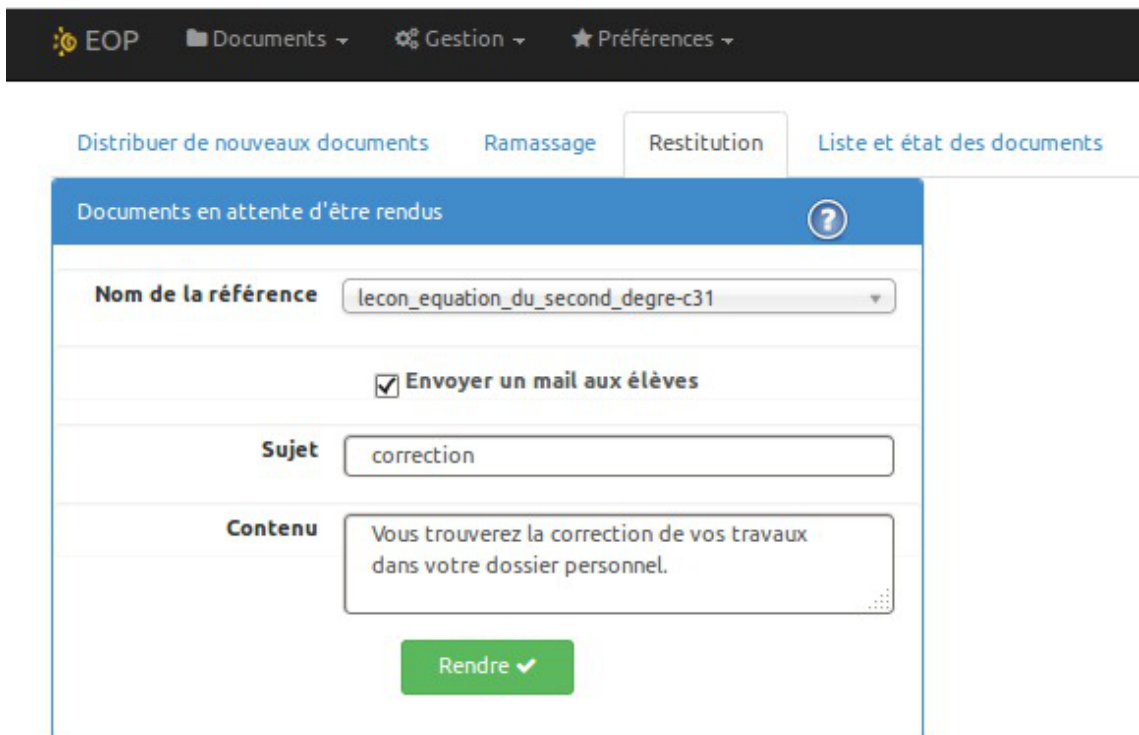 EOP Documents Gestion Préférences
Distribuer de nouveaux documents Ramassage Restitution Liste et état des documents
Documents en attente d'être rendus ?
Nom de la référence lecon_equation_du_second_degre-c31
Envoyer un mail aux élèves
Sujet correction
Contenu Vous trouverez la correction de vos travaux
dans votre dossier personnel.
Rendre